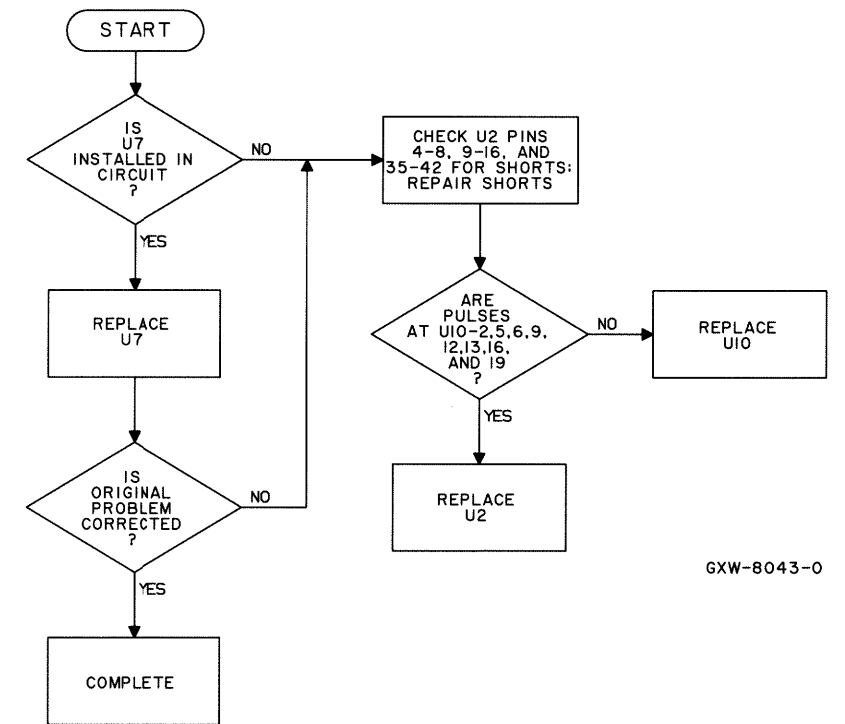 START
IS
U7
INSTALLED IN
CIRCUIT
?
NO
YES
REPLACE
U7
IS
ORIGINAL
PROBLEM
CORRECTED
?
NO
YES
COMPLETE
CHECK U2 PINS
4-8, 9-16, AND
35-42 FOR SHORTS:
REPAIR SHORTS
ARE
PULSES
AT U10-2,5,6,9,
12,13,16,
AND 19
?
NO
REPLACE
U10
YES
REPLACE
U2
GXW-8043-0